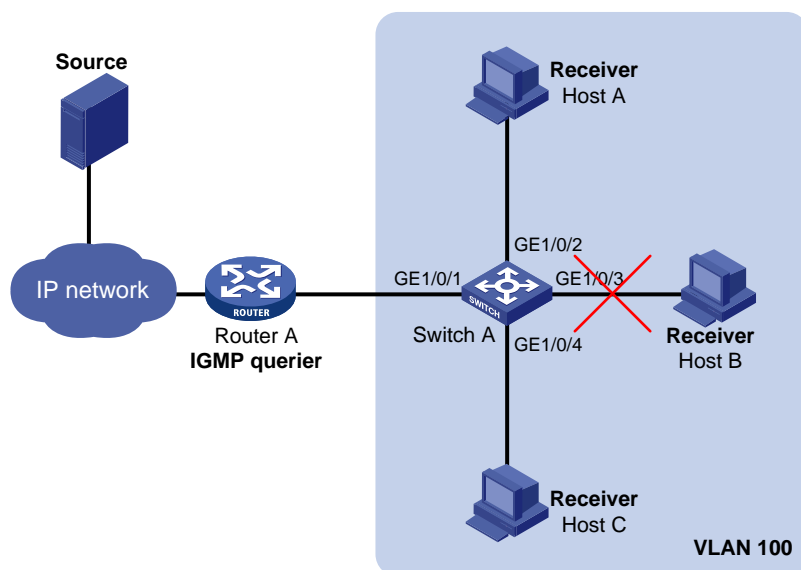 Source
Receiver
Host A
IP network
ROUTER
Router A
IGMP querier
GE1/0/1
GE1/0/2
GE1/0/3
SWITCH
Switch A
GE1/0/4
Receiver
Host B
Receiver
Host C
VLAN 100